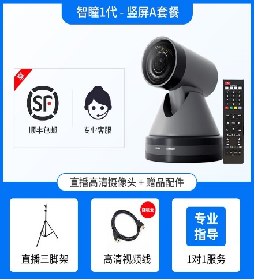 智瞳1代 - 竖屏A套餐
SF
顺丰包邮
专业客服
直播高清摄像头 + 赠品配件
直播三脚架
高清视频线
专业
指导
1对1服务